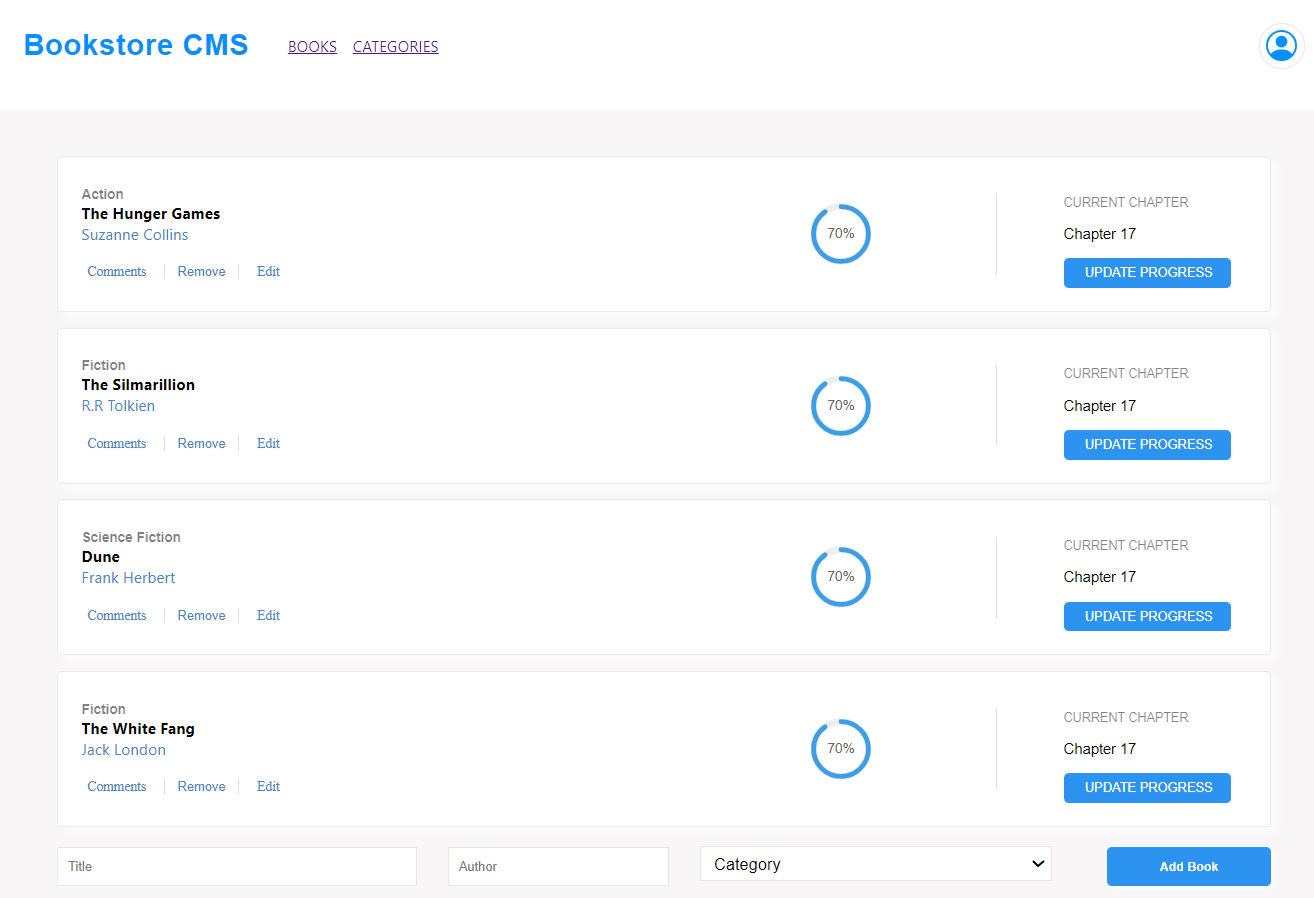 Bookstore CMS BOOKS CATEGORIES
Action
The Hunger Games
Suzanne Collins
Comments Remove Edit
70%
CURRENT CHAPTER
Chapter 17
UPDATE PROGRESS
Fiction
The Silmarillion
R.R Tolkien
Comments Remove Edit
70%
CURRENT CHAPTER
Chapter 17
UPDATE PROGRESS
Science Fiction
Dune
Frank Herbert
Comments Remove Edit
70%
CURRENT CHAPTER
Chapter 17
UPDATE PROGRESS
Fiction
The White Fang
Jack London
Comments Remove Edit
70%
CURRENT CHAPTER
Chapter 17
UPDATE PROGRESS
Title Author Category Add Book